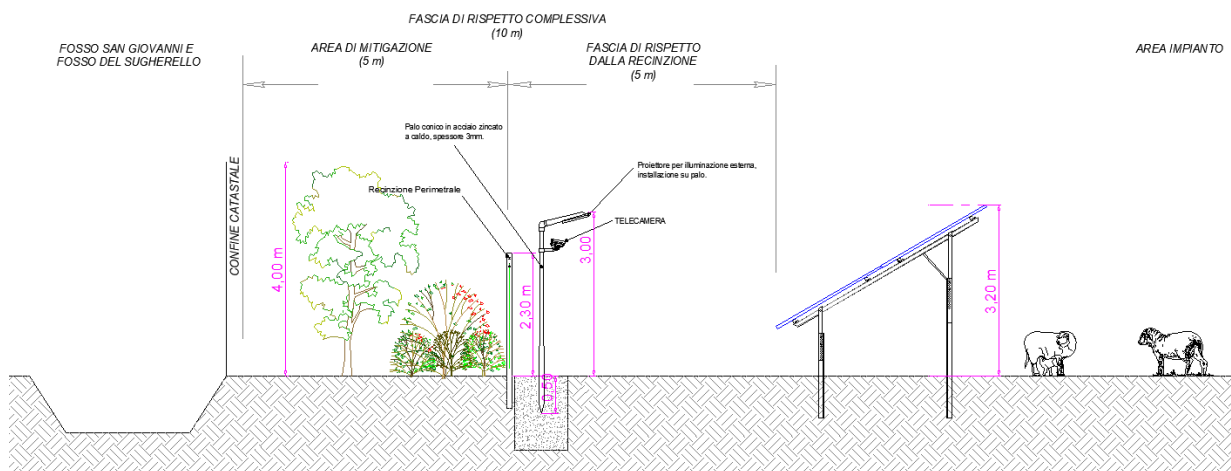 FASCIA DI RISPETTO COMPLESSIVA
(10 m)
FOSSO SAN GIOVANNI E
FOSSO DEL SUGHERELLO
AREA DI MITIGAZIONE
(5 m)
FASCIA DI RISPETTO
DALLA RECINZIONE
(5 m)
AREA IMPIANTO
Palo conico in acciaio zincato
a caldo, spessore 3mm.
CONFINE CATASTALE
Recinzione Perimetrale
Proiettore per illuminazione esterna,
installazione su palo.
TELECAMERA
4,00 m
2,30 m
3,00
0.50
3,20 m